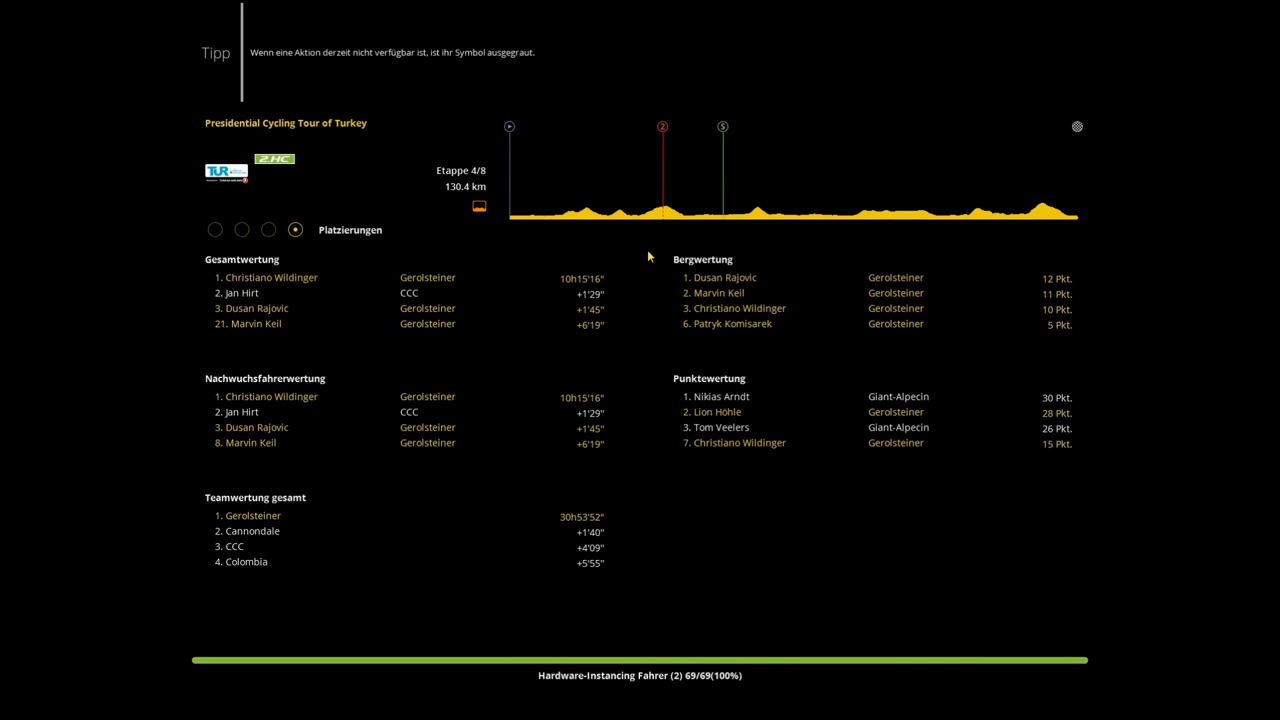 Tipp
Wenn eine Aktion derzeit nicht verfügbar ist, ist ihr Symbol ausgegraut.
Presidential Cycling Tour of Turkey
2.HC
TUR
Etappe 4/8
130.4 km
2
S
Platzierungen
Gesamtwertung
1. Christiano Wildinger Gerolsteiner 10h15'16"
2. Jan Hirt CCC +1'29"
3. Dusan Rajovic Gerolsteiner +1'45"
21. Marvin Keil Gerolsteiner +6'19"
Bergwertung
1. Dusan Rajovic Gerolsteiner 12 Pkt.
2. Marvin Keil Gerolsteiner 11 Pkt.
3. Christiano Wildinger Gerolsteiner 10 Pkt.
6. Patryk Komisarek Gerolsteiner 5 Pkt.
Nachwuchsfahrerwertung
1. Christiano Wildinger Gerolsteiner 10h15'16"
2. Jan Hirt CCC +1'29"
3. Dusan Rajovic Gerolsteiner +1'45"
8. Marvin Keil Gerolsteiner +6'19"
Punktewertung
1. Nikias Arndt Giant-Alpecin 30 Pkt.
2. Lion Höhle Gerolsteiner 28 Pkt.
3. Tom Veelers Giant-Alpecin 26 Pkt.
7. Christiano Wildinger Gerolsteiner 15 Pkt.
Teamwertung gesamt
1. Gerolsteiner 30h53'52"
2. Cannondale +1'40"
3. CCC +4'09"
4. Colombia +5'55"
Hardware-Instancing Fahrer (2) 69/69(100%)